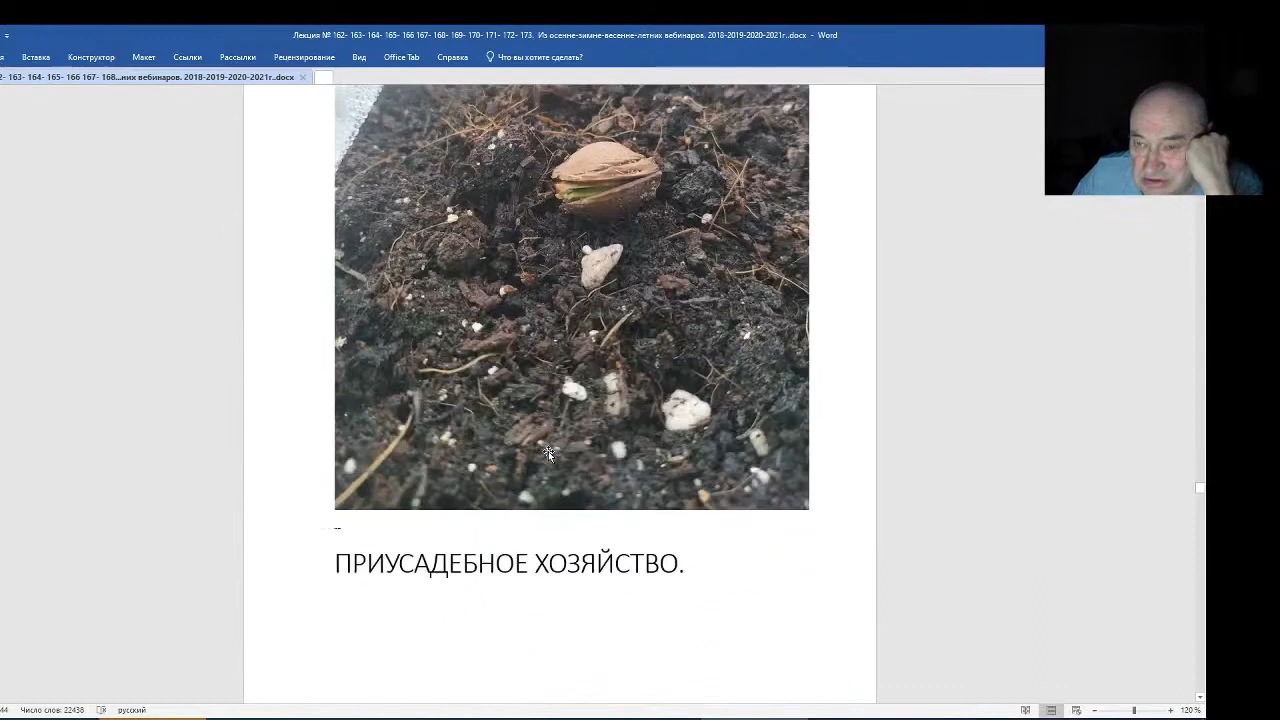 Лекция № 162- 163- 164- 165- 166 167- 168- 169- 170- 171- 172- 173.  Из осенне-зимне-весенне-летних вебинаров. 2018-2019-2020-2021г..docx  -  Word
Вставка Конструктор Макет Ссылки Рассылки Рецензирование Вид Office Tab Справка Что вы хотите сделать?
2- 163- 164- 165- 166 167- 168...них вебинаров. 2018-2019-2020-2021г..docx
ПРИУСАДЕБНОЕ ХОЗЯЙСТВО.
44 Число слов: 22438 русский 120 %